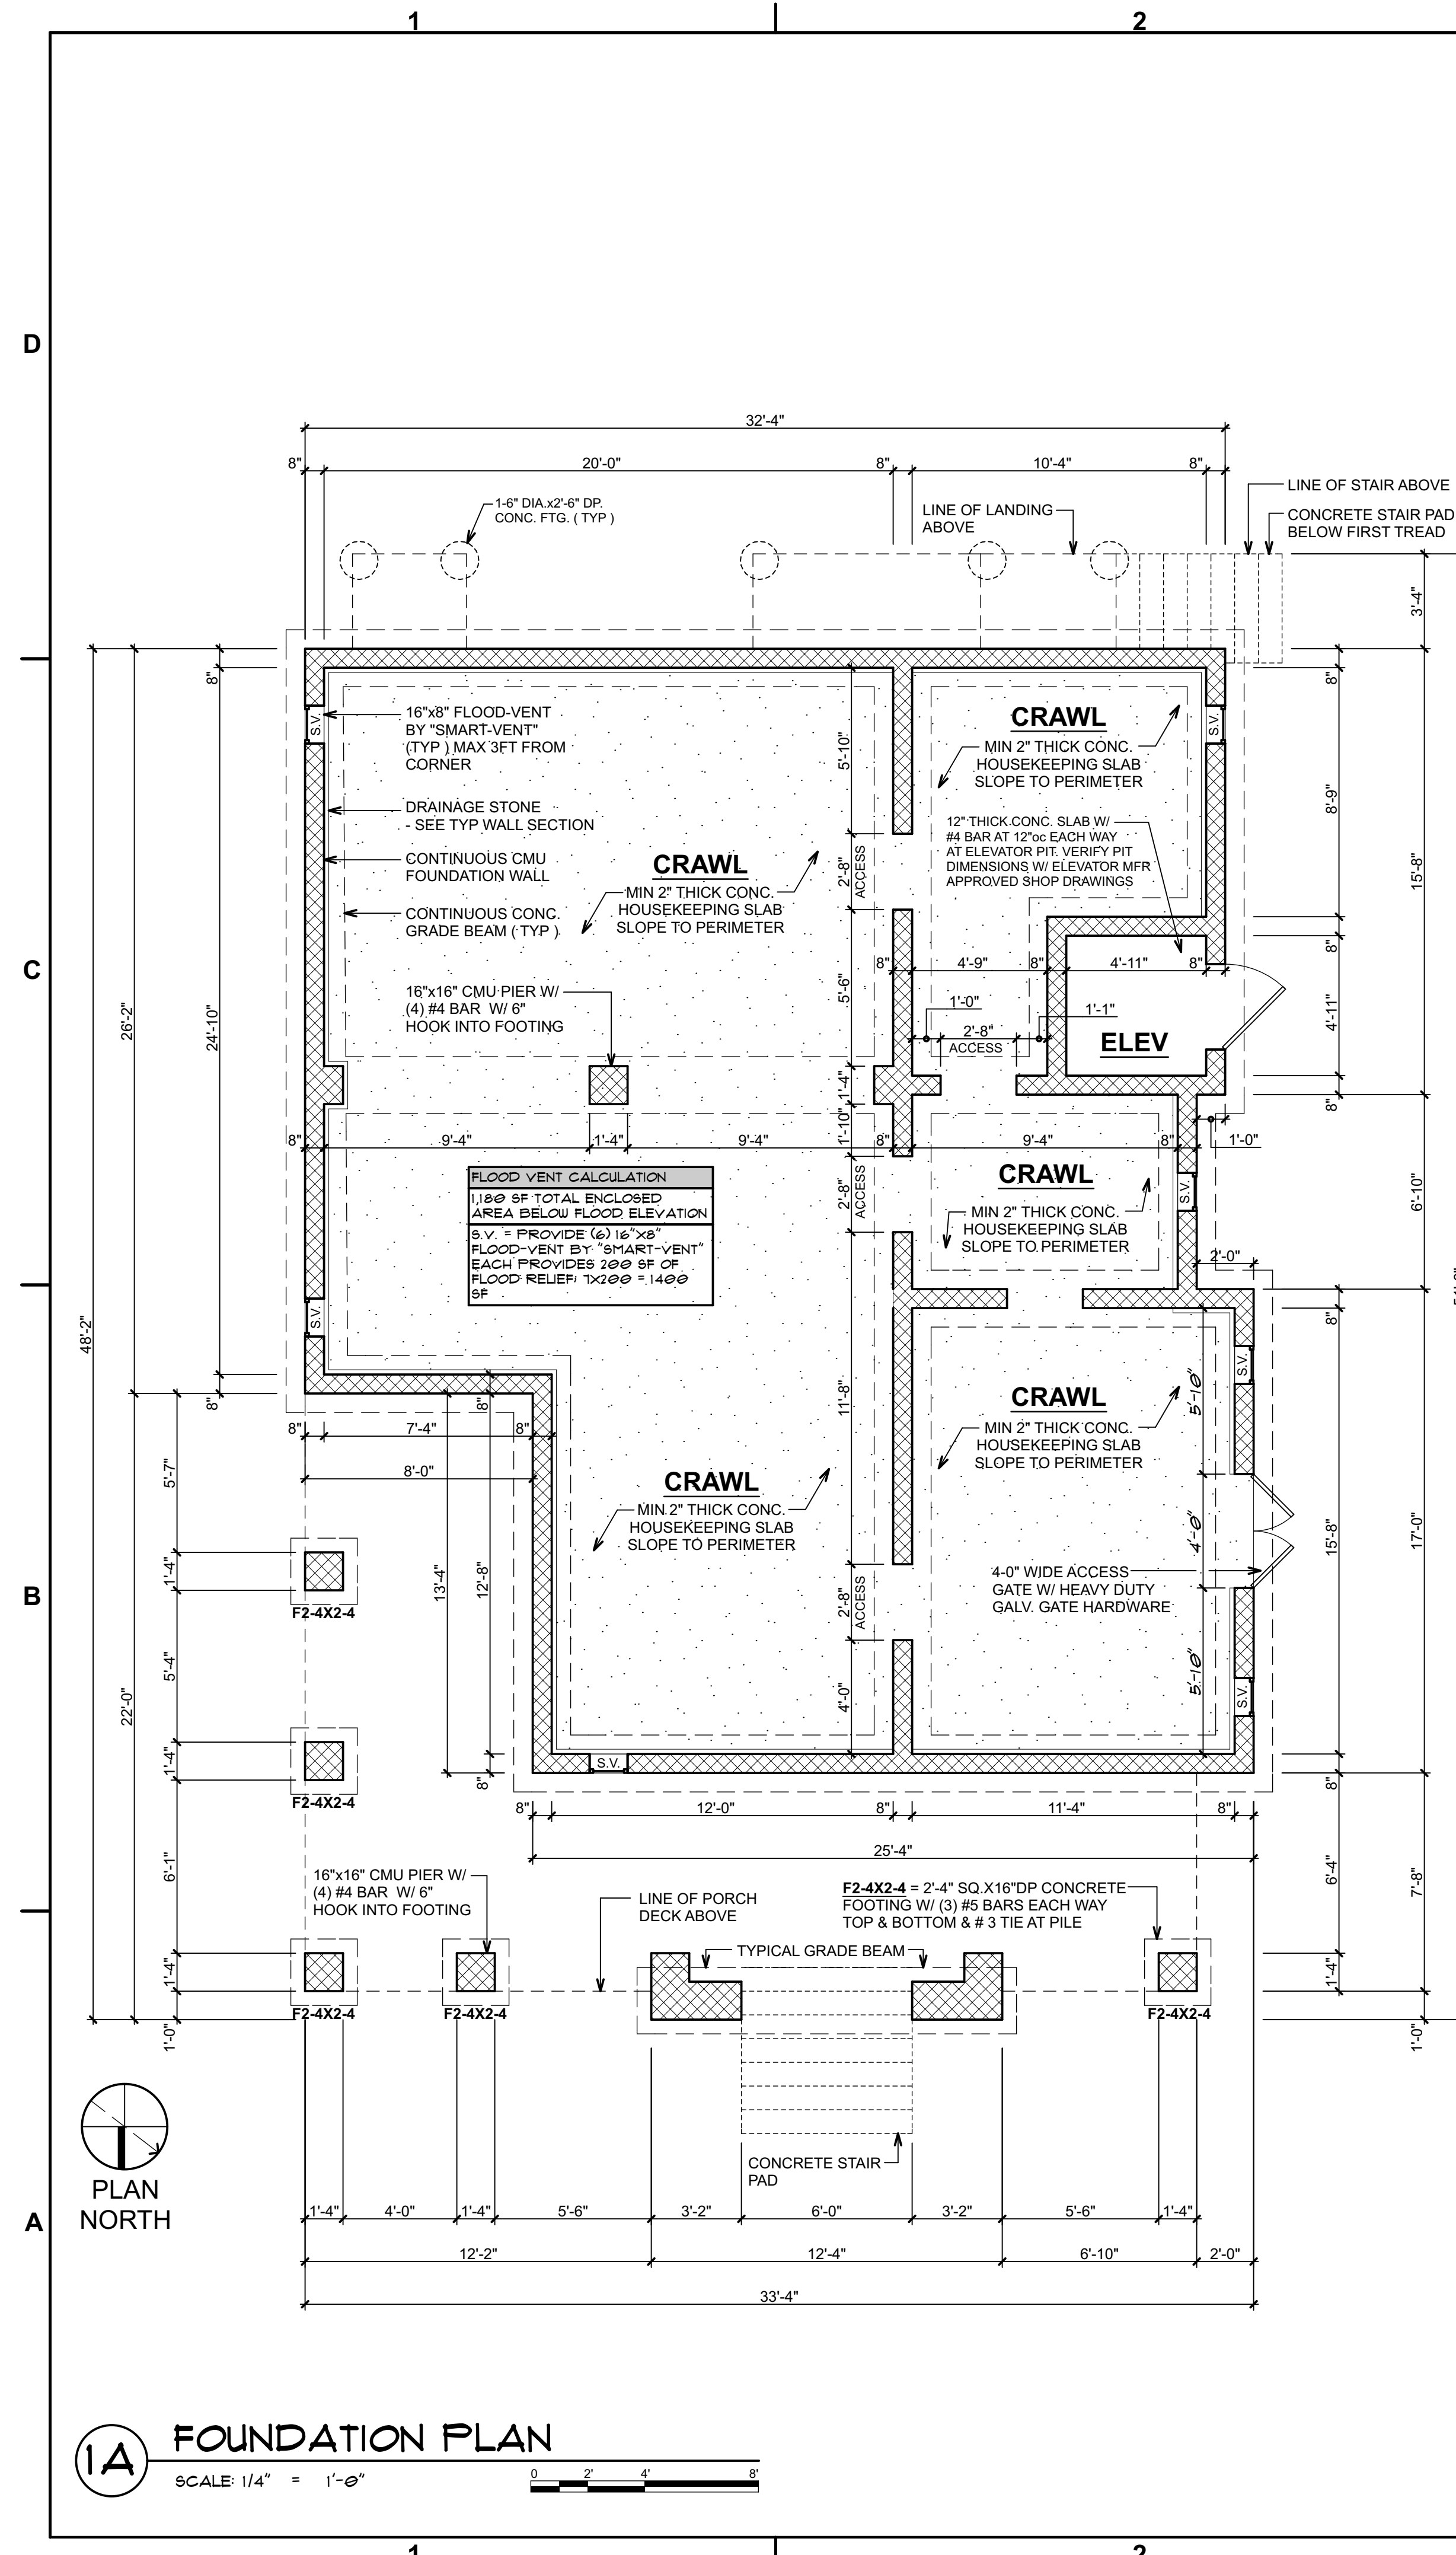 1
2
D
C
B
A
32'-4"
8"
20'-0"
8"
10'-4"
8"
1-6" DIA.x2'-6" DP.
CONC. FTG. ( TYP )
LINE OF LANDING
ABOVE
LINE OF STAIR ABOVE
CONCRETE STAIR PAD
BELOW FIRST TREAD
3'-4"
8"
8"
16"x8" FLOOD-VENT
BY "SMART-VENT"
(TYP ) MAX 3FT FROM
CORNER
S.V.
DRAINAGE STONE
- SEE TYP WALL SECTION
CONTINUOUS CMU
FOUNDATION WALL
CONTINUOUS CONC.
GRADE BEAM ( TYP )
CRAWL
MIN 2" THICK CONC.
HOUSEKEEPING SLAB
SLOPE TO PERIMETER
16"x16" CMU PIER W/
(4) #4 BAR W/ 6"
HOOK INTO FOOTING
5'-10"
2'-8"
ACCESS
5'-6"
1'-4"
1'-10"
2'-8"
ACCESS
11'-8"
2'-8"
ACCESS
4'-0"
CRAWL
MIN 2" THICK CONC.
HOUSEKEEPING SLAB
SLOPE TO PERIMETER
S.V.
12" THICK CONC. SLAB W/
#4 BAR AT 12"oc EACH WAY
AT ELEVATOR PIT. VERIFY PIT
DIMENSIONS W/ ELEVATOR MFR
APPROVED SHOP DRAWINGS
8'-9"
15'-8"
8"
4'-11"
8"
8"
4'-9"
8"
4'-11"
8"
1'-0"
2'-8"
ACCESS
1'-1"
ELEV
26'-2"
24'-10"
48'-2"
8"
9'-4"
1'-4"
9'-4"
8"
9'-4"
8"
1'-0"
FLOOD VENT CALCULATION
1,180 SF TOTAL ENCLOSED
AREA BELOW FLOOD ELEVATION
S.V. = PROVIDE (6) 16"X8"
FLOOD-VENT BY "SMART-VENT"
EACH PROVIDES 200 SF OF
FLOOD RELIEF; 7X200 = 1400
SF
CRAWL
MIN 2" THICK CONC.
HOUSEKEEPING SLAB
SLOPE TO PERIMETER
S.V.
6'-10"
2'-0"
S.V.
8"
8"
8"
7'-4"
8"
8'-0"
8"
S.V.
CRAWL
MIN 2" THICK CONC.
HOUSEKEEPING SLAB
SLOPE TO PERIMETER
5'-10"
4'-0"
5'-10"
4-0" WIDE ACCESS
GATE W/ HEAVY DUTY
GALV. GATE HARDWARE
S.V.
15'-8"
17'-0"
CRAWL
MIN 2" THICK CONC.
HOUSEKEEPING SLAB
SLOPE TO PERIMETER
13'-4"
12'-8"
8"
S.V.
5'-7"
1'-4"
F2-4X2-4
5'-4"
22'-0"
1'-4"
F2-4X2-4
6'-1"
1'-4"
1'-0"
8"
8"
12'-0"
8"
11'-4"
8"
25'-4"
6'-4"
7'-8"
1'-4"
1'-0"
16"x16" CMU PIER W/
(4) #4 BAR W/ 6"
HOOK INTO FOOTING
LINE OF PORCH
DECK ABOVE
F2-4X2-4 = 2'-4" SQ.X16"DP CONCRETE
FOOTING W/ (3) #5 BARS EACH WAY
TOP & BOTTOM & # 3 TIE AT PILE
TYPICAL GRADE BEAM
F2-4X2-4
F2-4X2-4
F2-4X2-4
CONCRETE STAIR
PAD
PLAN
NORTH
1'-4"
4'-0"
1'-4"
5'-6"
3'-2"
6'-0"
3'-2"
5'-6"
1'-4"
12'-2"
12'-4"
6'-10"
2'-0"
33'-4"
1A
FOUNDATION PLAN
SCALE: 1/4" = 1'-0"
0
2'
4'
8'
1
2